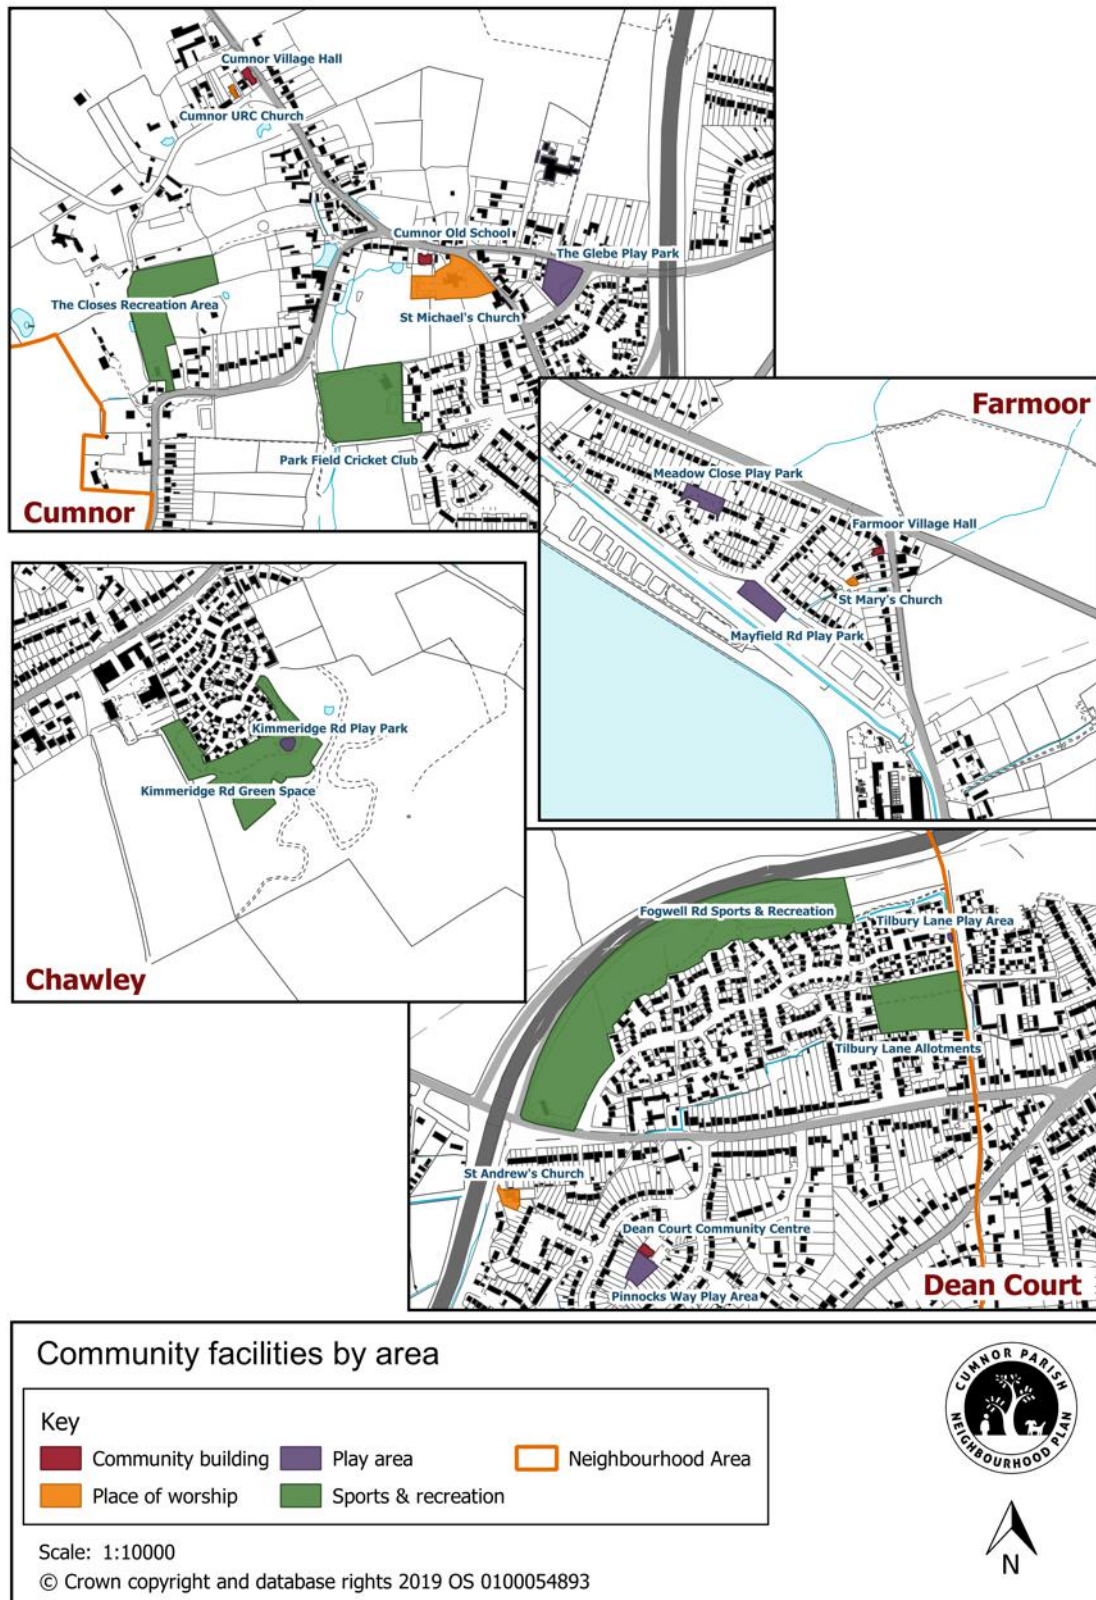 Cumnor Village Hall
Cumnor URC Church
Cumnor Old School
The Glebe Play Park
The Closes Recreation Area
St Michael's Church
Park Field Cricket Club
Cumnor
Farmoor
Meadow Close Play Park
Farmoor Village Hall
St Mary's Church
Mayfield Rd Play Park
Kimmeridge Rd Play Park
Kimmeridge Rd Green Space
Chawley
Fogwell Rd Sports & Recreation
Tilbury Lane Play Area
Tilbury Lane Allotments
St Andrew's Church
Dean Court Community Centre
Dean Court
Pinnocks Way Play Area
Community facilities by area
Key
Community building
Play area
Neighbourhood Area
Place of worship
Sports & recreation
Scale: 1:10000
© Crown copyright and database rights 2019 OS 0100054893
CUMNOR PARISH
NEIGHBOURHOOD PLAN
N